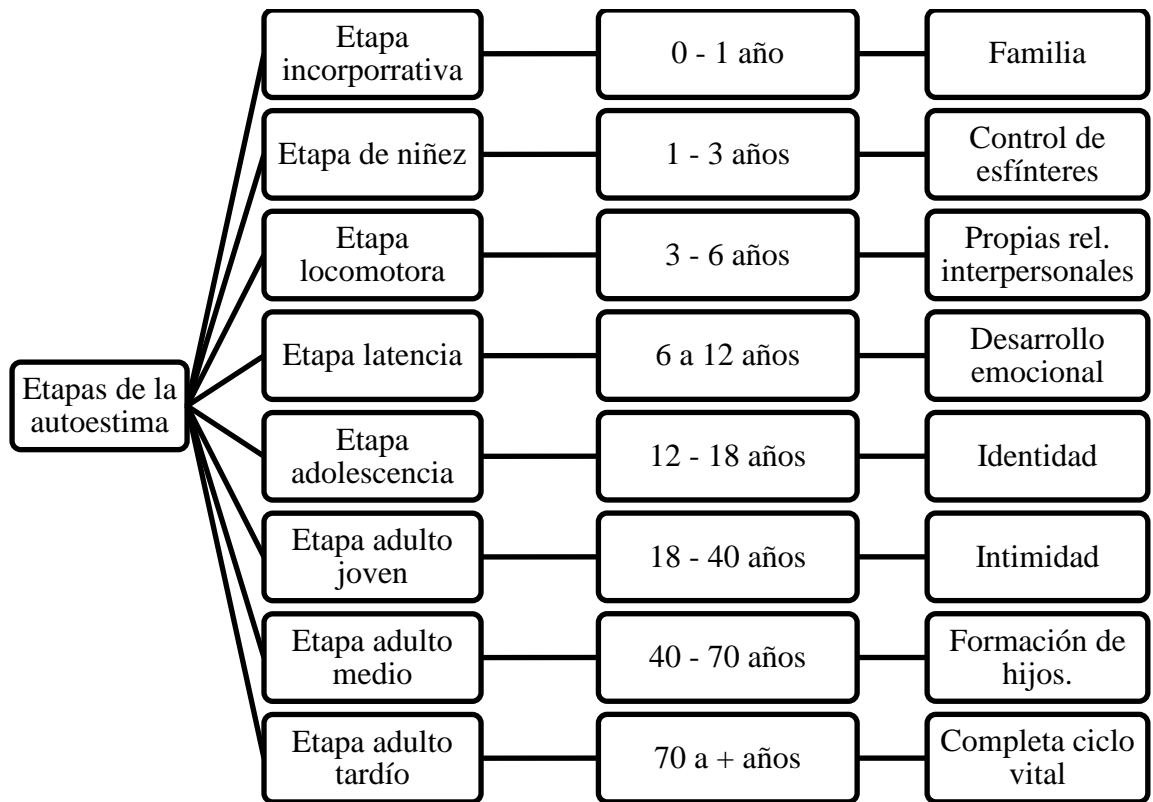 Etapas de la
autoestima
Etapa
incorporrativa
0 - 1 año
Familia
Etapa de niñez
1 - 3 años
Control de
esfínteres
Etapa
locomotora
3 - 6 años
Propias rel.
interpersonales
Etapa latencia
6 a 12 años
Desarrollo
emocional
Etapa
adolescencia
12 - 18 años
Identidad
Etapa adulto
joven
18 - 40 años
Intimidad
Etapa adulto
medio
40 - 70 años
Formación de
hijos.
Etapa adulto
tardío
70 a + años
Completa ciclo
vital